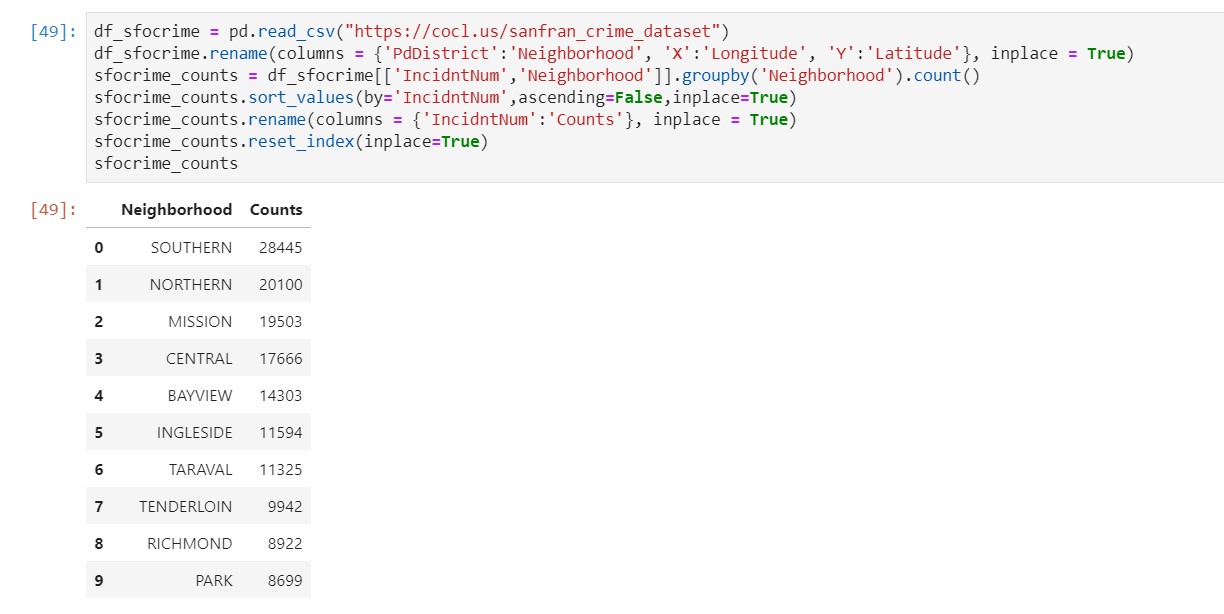 [49]: df_sfocrime = pd.read_csv("https://cocl.us/sanfran_crime_dataset")
df_sfocrime.rename(columns = {'PdDistrict':'Neighborhood', 'X':'Longitude', 'Y':'Latitude'}, inplace = True)
sfocrime_counts = df_sfocrime[['IncidntNum','Neighborhood']].groupby('Neighborhood').count()
sfocrime_counts.sort_values(by='IncidntNum',ascending=False,inplace=True)
sfocrime_counts.rename(columns = {'IncidntNum':'Counts'}, inplace = True)
sfocrime_counts.reset_index(inplace=True)
sfocrime_counts
[49]: Neighborhood Counts
0 SOUTHERN 28445
1 NORTHERN 20100
2 MISSION 19503
3 CENTRAL 17666
4 BAYVIEW 14303
5 INGLESIDE 11594
6 TARAVAL 11325
7 TENDERLOIN 9942
8 RICHMOND 8922
9 PARK 8699